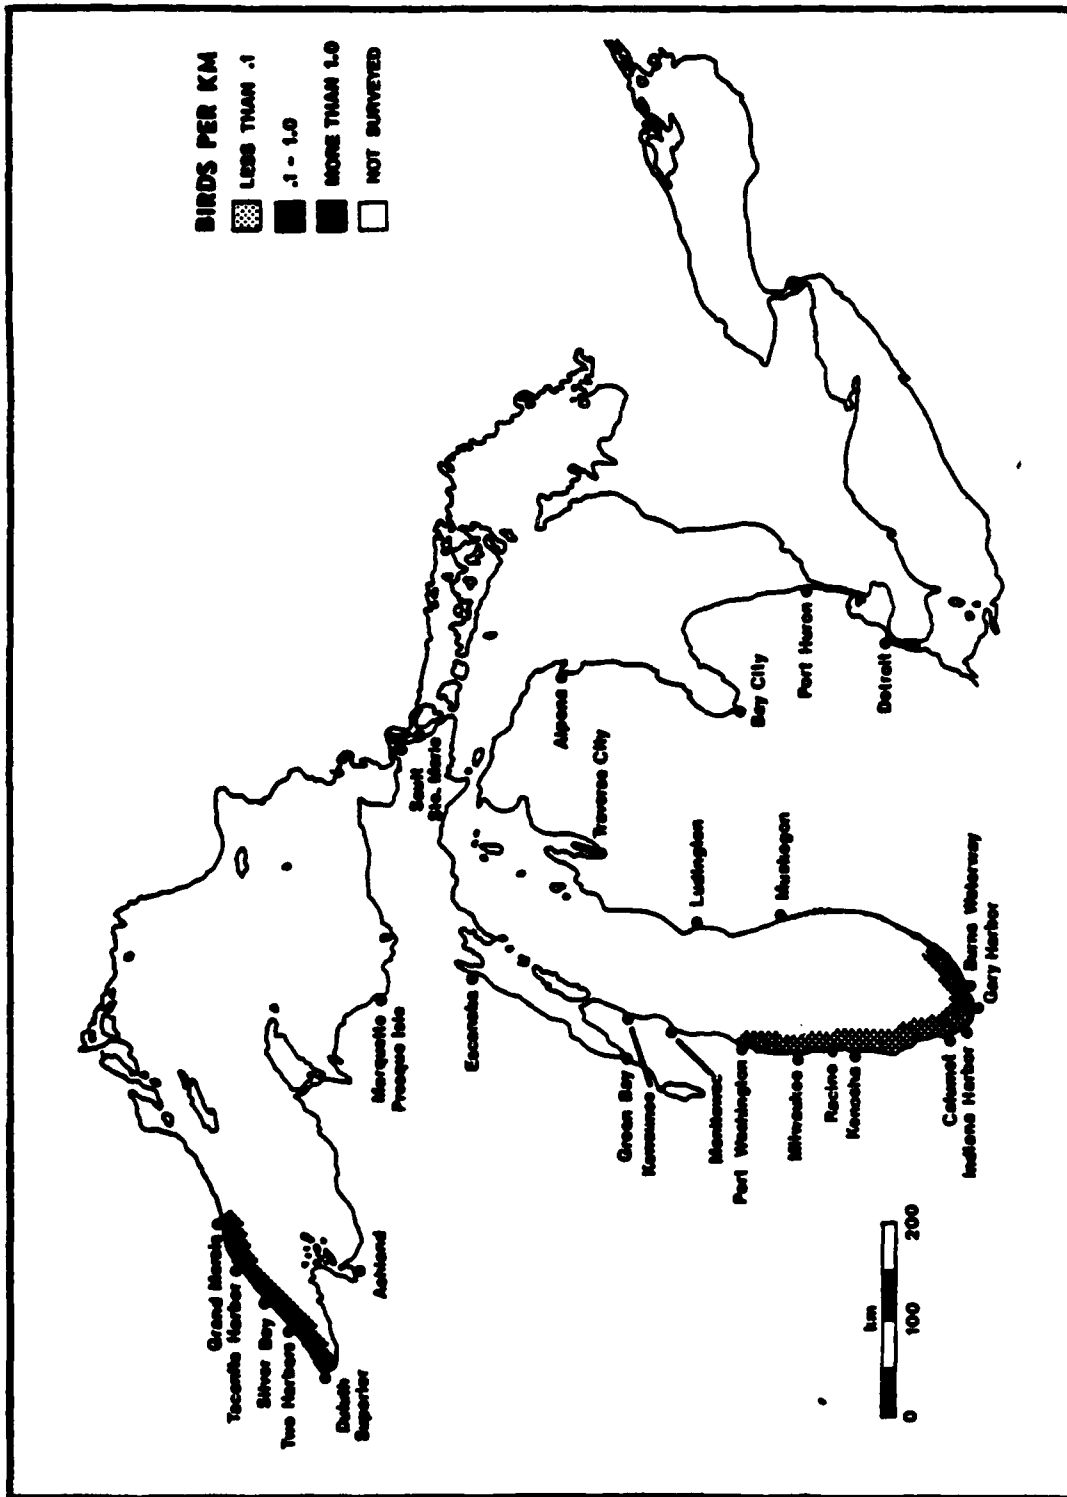 BIRDS PER KM
LESS THAN .1
.1 - 1.0
MORE THAN 1.0
NOT SURVEYED
Grand Marais
Taconite Harbor
Silver Bay
Two Harbors
Duluth
Superior
Ashland
Marquette
Presque Isle
Sault
Ste. Marie
Escanaba
Green Bay
Kewaunee
Manitowoc
Port Washington
Milwaukee
Racine
Kenosha
Calumet
Indiana Harbor
Gary Harbor
Burns Waterway
Muskegon
Ludington
Traverse City
Alpena
Bay City
Port Huron
Detroit
km
0 100 200